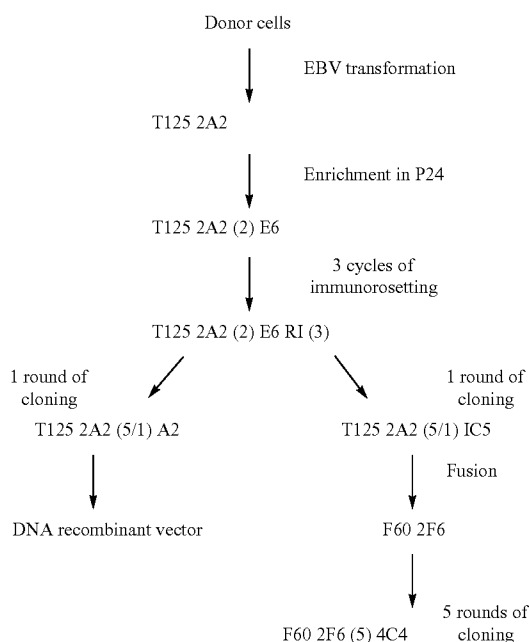 Donor cells
EBV transformation
T125 2A2
Enrichment in P24
T125 2A2 (2) E6
3 cycles of
immunorosetting
T125 2A2 (2) E6 RI (3)
1 round of
cloning
1 round of
cloning
T125 2A2 (5/1) A2
T125 2A2 (5/1) IC5
Fusion
DNA recombinant vector
F60 2F6
5 rounds of
cloning
F60 2F6 (5) 4C4